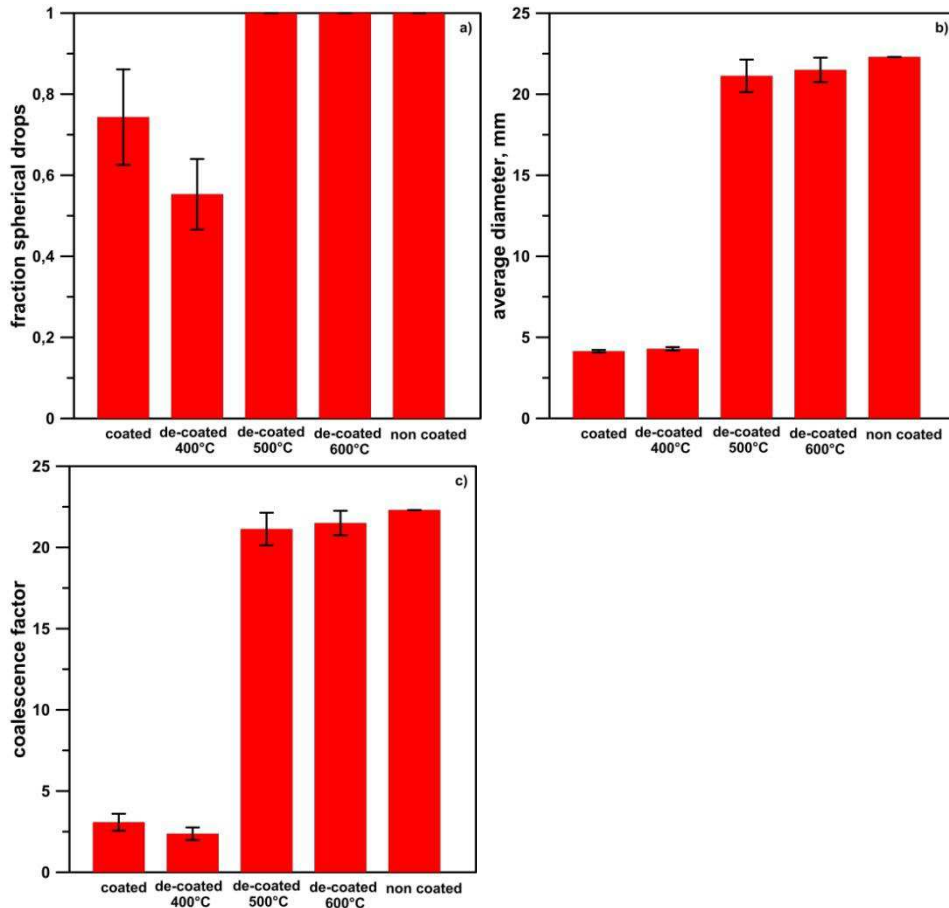 a)
fraction spherical drops
1
0,8
0,6
0,4
0,2
0
coated
de-coated 400°C
de-coated 500°C
de-coated 600°C
non coated
b)
average diameter, mm
25
20
15
10
5
0
coated
de-coated 400°C
de-coated 500°C
de-coated 600°C
non coated
c)
coalescence factor
25
20
15
10
5
0
coated
de-coated 400°C
de-coated 500°C
de-coated 600°C
non coated